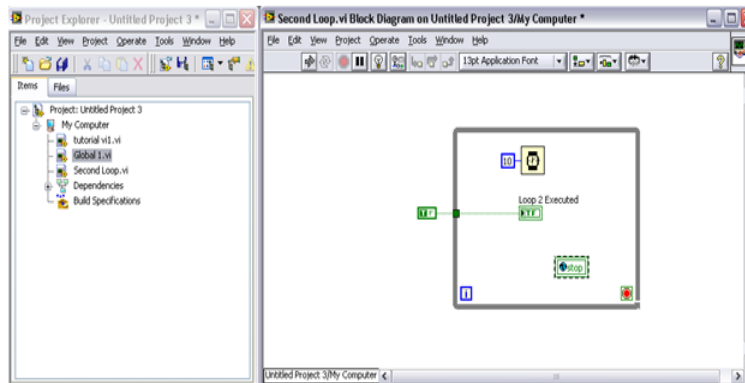 Project Explorer - Untitled Project 3 *
File Edit View Project Operate Tools Window Help
Items Files
Project: Untitled Project 3
My Computer
tutorial vi1.vi
Global 1.vi
Second Loop.vi
Dependencies
Build Specifications
Second Loop.vi Block Diagram on Untitled Project 3/My Computer *
File Edit View Project Operate Tools Window Help
13pt Application Font
10
Loop 2 Executed
TF
TF
stop
i
Untitled Project 3/My Computer